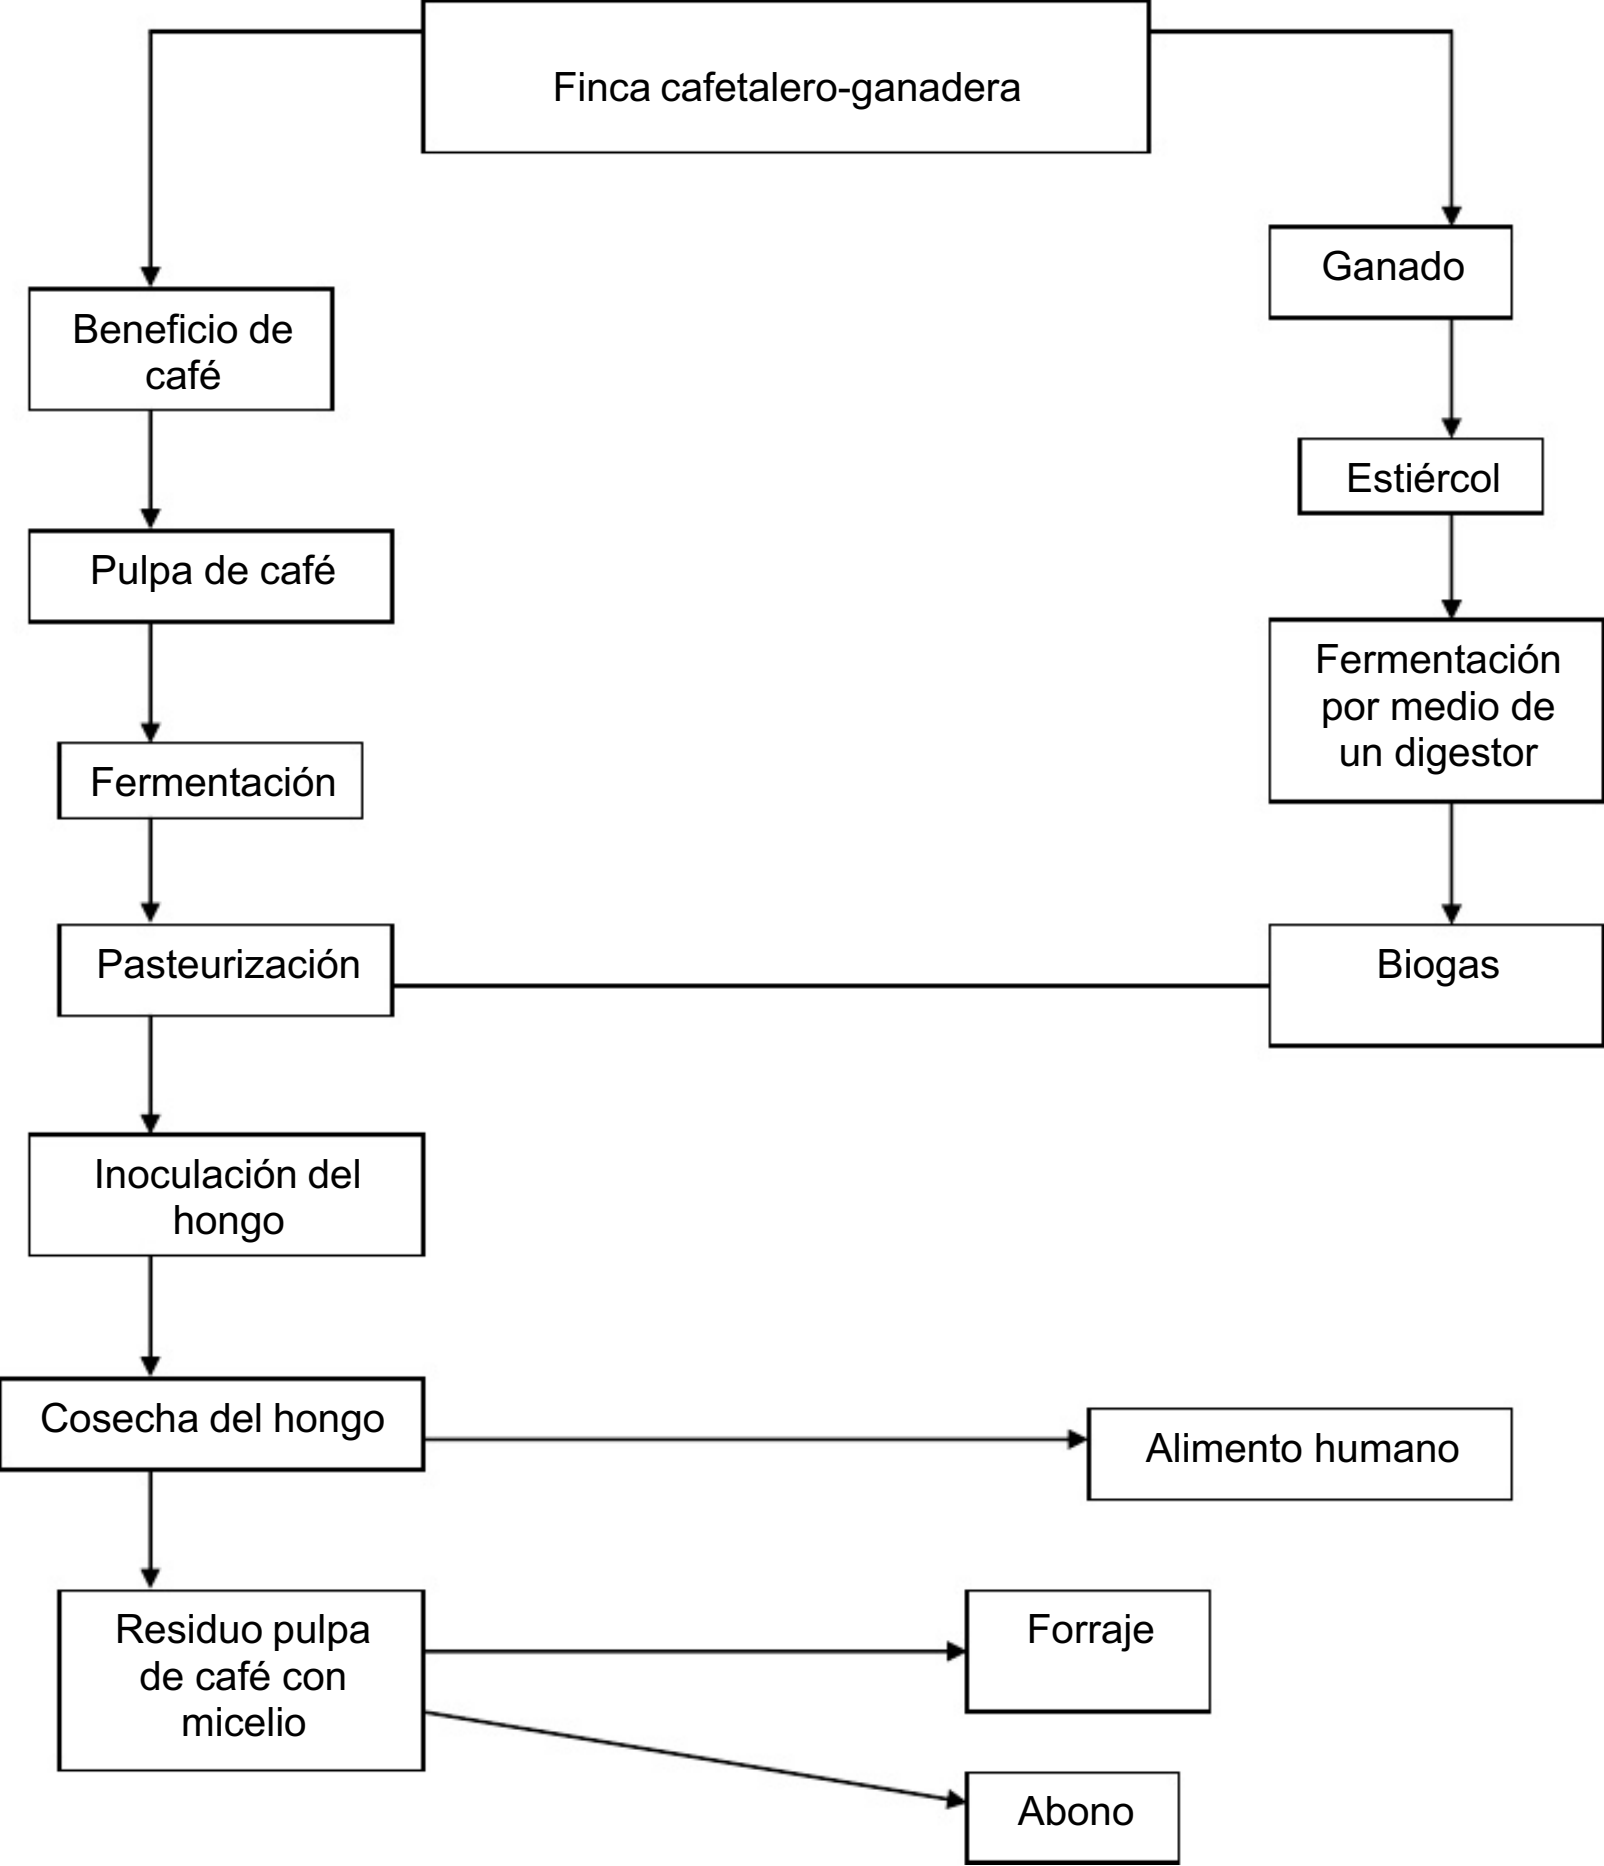 Finca cafetalero-ganadera
Ganado
Beneficio de
café
Estiércol
Pulpa de café
Fermentación
por medio de
un digestor
Fermentación
Pasteurización
Biogas
Inoculación del
hongo
Cosecha del hongo
Alimento humano
Residuo pulpa
de café con
micelio
Forraje
Abono